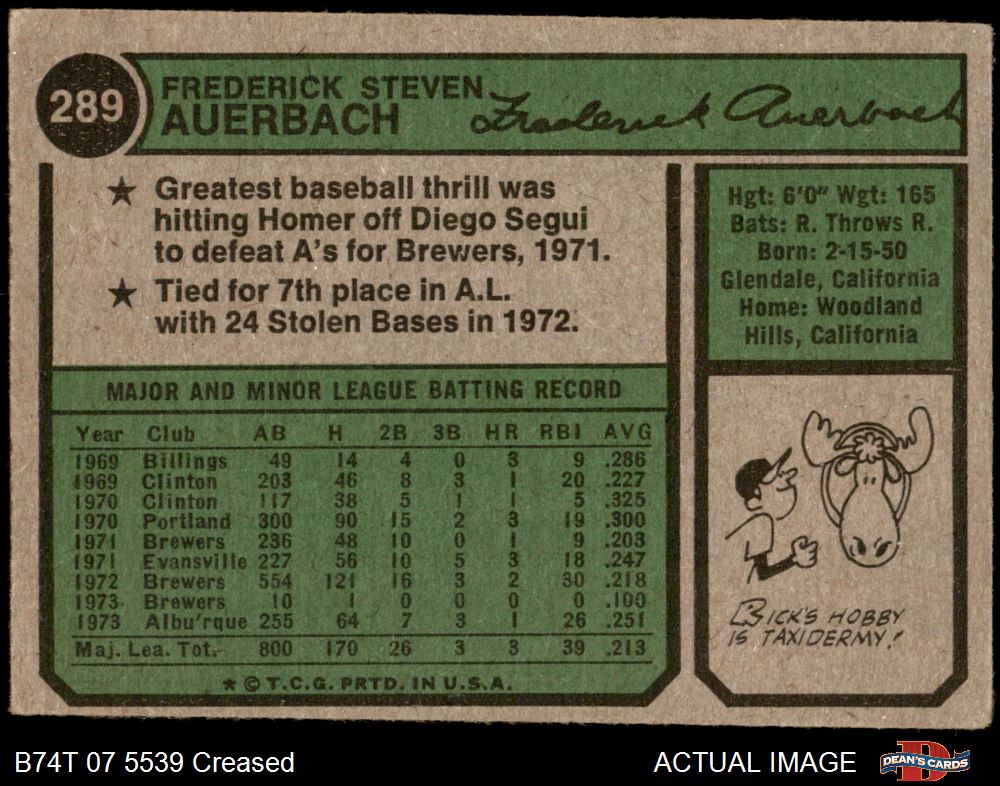 289
FREDERICK STEVEN
AUERBACH
Frederick Auerbach
★ Greatest baseball thrill was
hitting Homer off Diego Segui
to defeat A's for Brewers, 1971.
★ Tied for 7th place in A.L.
with 24 Stolen Bases in 1972.
Hgt: 6'0" Wgt: 165
Bats: R. Throws R.
Born: 2-15-50
Glendale, California
Home: Woodland
Hills, California
MAJOR AND MINOR LEAGUE BATTING RECORD
Year Club AB H 2B 3B HR RBI AVG
1969 Billings 49 14 4 0 3 9 .286
1969 Clinton 203 46 8 3 1 20 .227
1970 Clinton 117 38 5 1 1 5 .325
1970 Portland 300 90 15 2 3 19 .300
1971 Brewers 236 48 10 0 1 9 .203
1971 Evansville 227 56 10 5 3 18 .247
1972 Brewers 554 121 16 3 2 30 .218
1973 Brewers 10 1 0 0 0 0 .100
1973 Albu'rque 255 64 7 3 1 26 .251
Maj. Lea. Tot. 800 170 26 3 3 39 .213
★ © T.C.G. PRTD. IN U.S.A.
BICK'S HOBBY
IS TAXIDERMY!
B74T 07 5539 Creased
ACTUAL IMAGE
DEAN'S CARDS